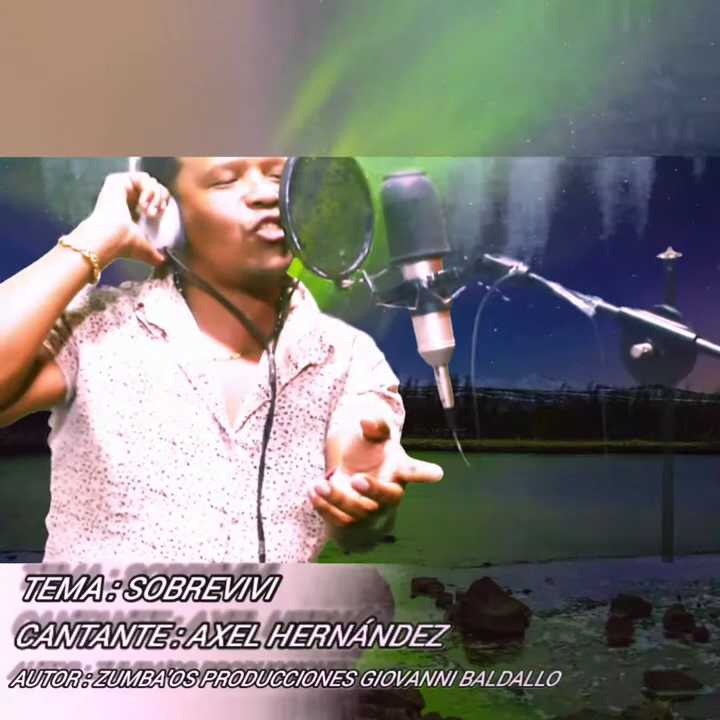 TEMA : SOBREVIVI
CANTANTE : AXEL HERNÁNDEZ
AUTOR : ZUMBA'OS PRODUCCIONES GIOVANNI BALDALLO